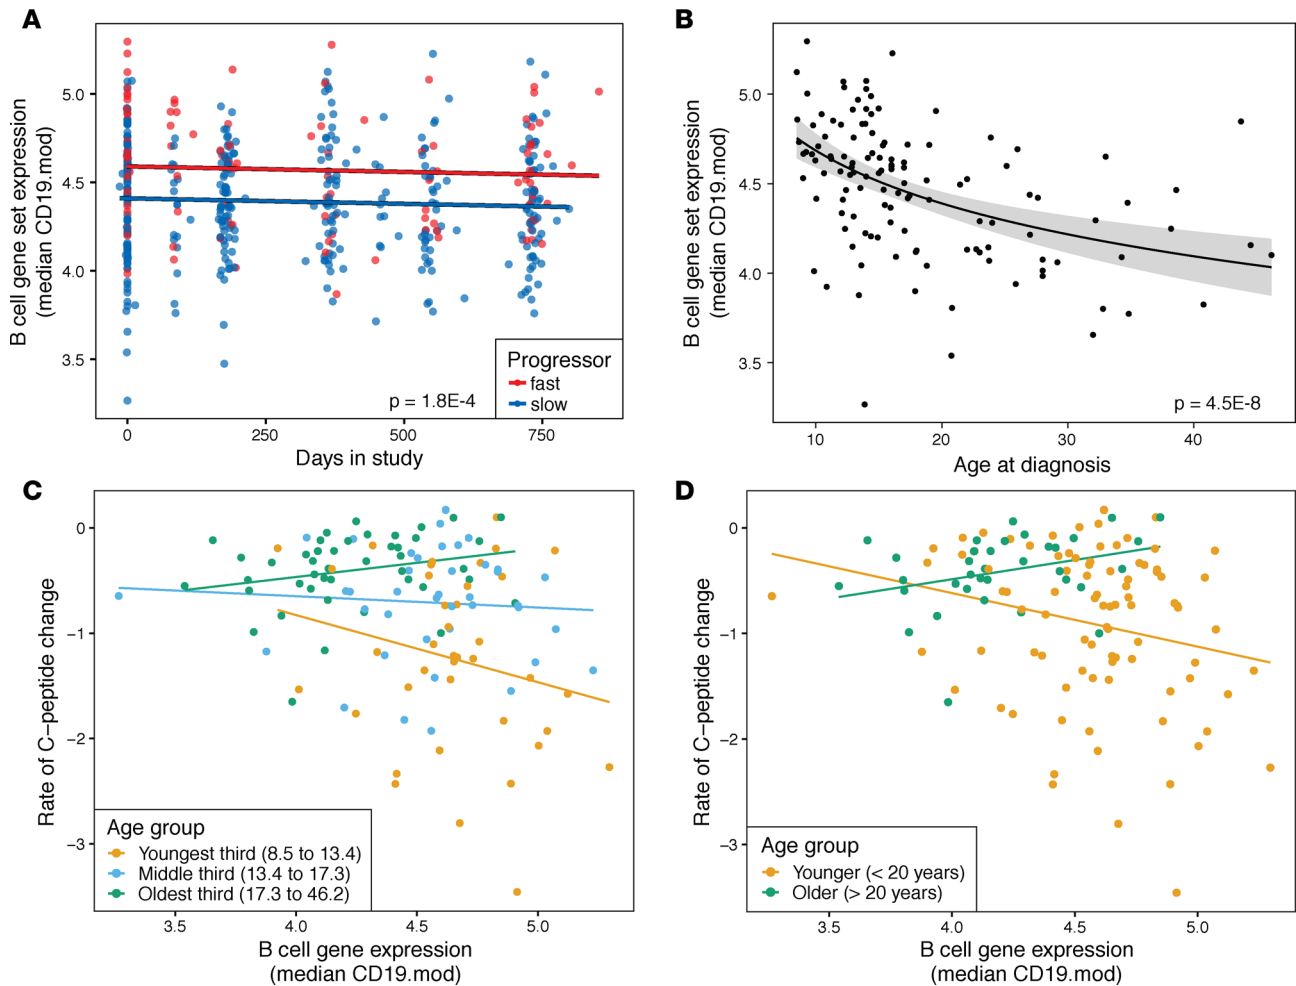 A
B cell gene set expression
(median CD19.mod)
5.0
4.5
4.0
3.5
0
250
500
750
Days in study
p = 1.8E-4
Progressor
fast
slow
B
B cell gene set expression
(median CD19.mod)
5.0
4.5
4.0
3.5
10
20
30
40
Age at diagnosis
p = 4.5E-8
C
Rate of C-peptide change
0
−1
−2
−3
3.5
4.0
4.5
5.0
B cell gene expression
(median CD19.mod)
Age group
Youngest third (8.5 to 13.4)
Middle third (13.4 to 17.3)
Oldest third (17.3 to 46.2)
D
Rate of C-peptide change
0
−1
−2
−3
3.5
4.0
4.5
5.0
B cell gene expression
(median CD19.mod)
Age group
Younger (< 20 years)
Older (> 20 years)